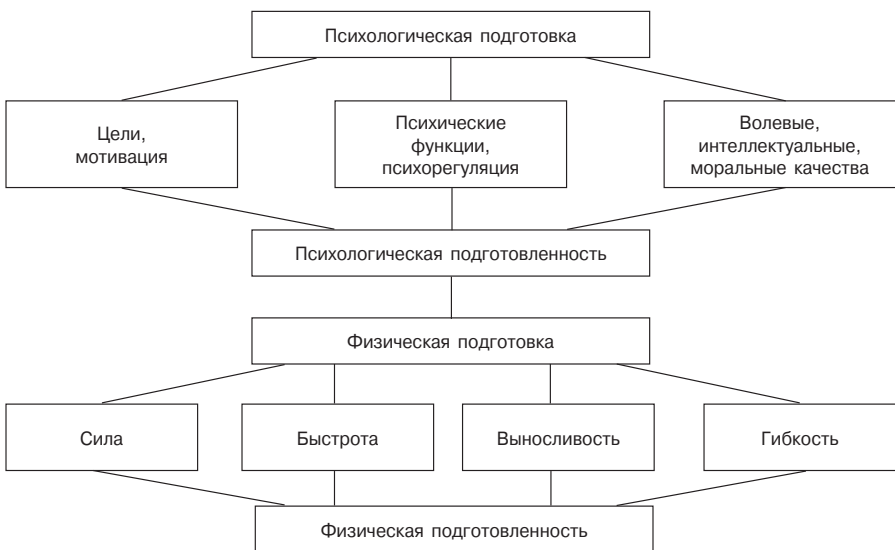 Психологическая подготовка
Цели,
мотивация
Психические
функции,
психорегуляция
Волевые,
интеллектуальные,
моральные качества
Психологическая подготовленность
Физическая подготовка
Сила
Быстрота
Выносливость
Гибкость
Физическая подготовленность